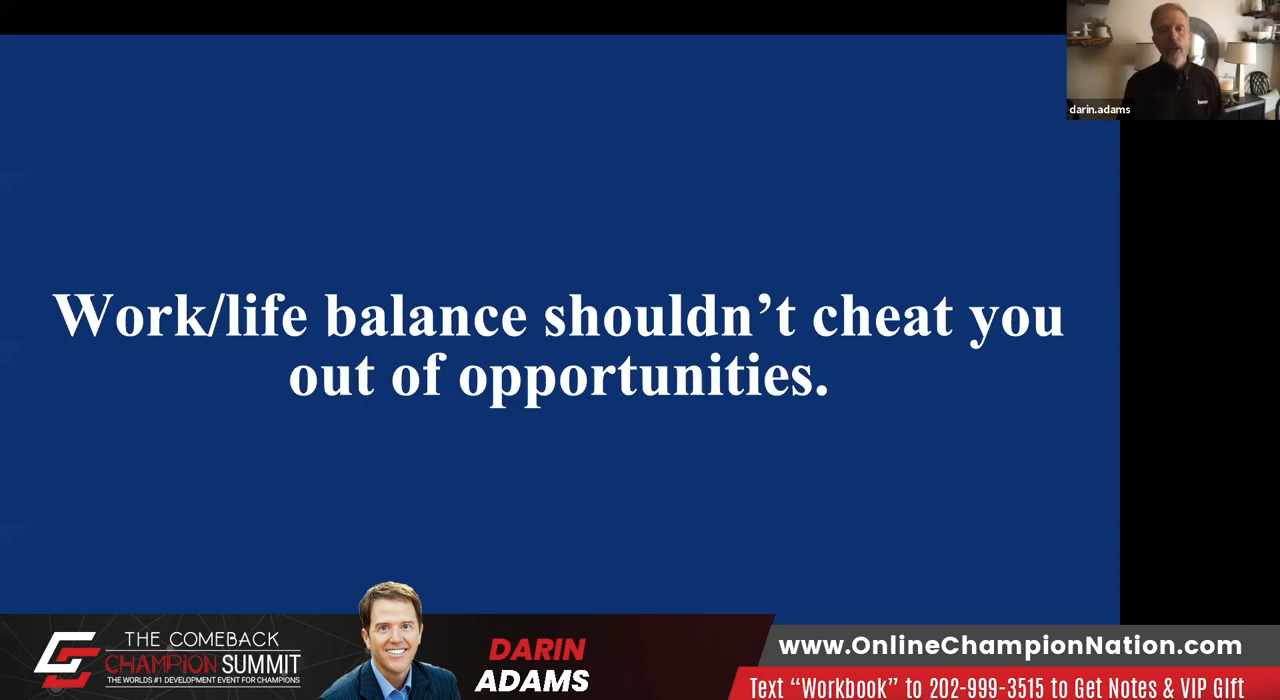 darin.adams
Work/life balance shouldn’t cheat you
out of opportunities.
THE COMEBACK
CHAMPION SUMMIT
THE WORLDS #1 DEVELOPMENT EVENT FOR CHAMPIONS
DARIN
ADAMS
www.OnlineChampionNation.com
Text “Workbook” to 202-999-3515 to Get Notes & VIP GIft